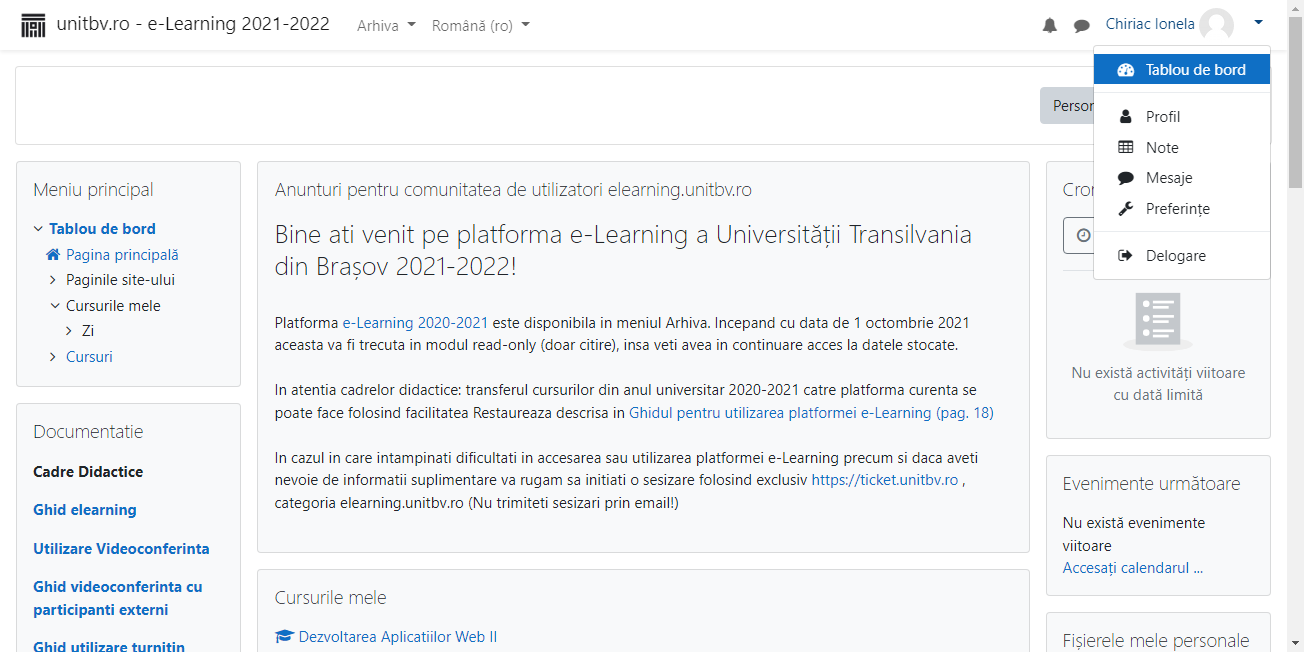 unitbv.ro - e-Learning 2021-2022
Arhiva
Română (ro)
Chiriac Ionela
Tablou de bord
Profil
Note
Mesaje
Preferințe
Delogare
Meniu principal
Tablou de bord
Pagina principală
Paginile site-ului
Cursurile mele
Zi
Cursuri
Documentatie
Cadre Didactice
Ghid elearning
Utilizare Videoconferinta
Ghid videoconferinta cu
participanti externi
Ghid utilizare turnitin
Anunturi pentru comunitatea de utilizatori elearning.unitbv.ro
Bine ati venit pe platforma e-Learning a Universității Transilvania
din Brașov 2021-2022!
Platforma e-Learning 2020-2021 este disponibila in meniul Arhiva. Incepand cu data de 1 octombrie 2021
aceasta va fi trecuta in modul read-only (doar citire), insa veti avea in continuare acces la datele stocate.
In atentia cadrelor didactice: transferul cursurilor din anul universitar 2020-2021 catre platforma curenta se
poate face folosind facilitatea Restaureaza descrisa in Ghidul pentru utilizarea platformei e-Learning (pag. 18)
In cazul in care intampinati dificultati in accesarea sau utilizarea platformei e-Learning precum si daca aveti
nevoie de informatii suplimentare va rugam sa initiati o sesizare folosind exclusiv https://ticket.unitbv.ro ,
categoria elearning.unitbv.ro (Nu trimiteti sesizari prin email!)
Cursurile mele
Dezvoltarea Aplicatiilor Web II
Nu există activități viitoare
cu dată limită
Evenimente următoare
Nu există evenimente
viitoare
Accesați calendarul ...
Fișierele mele personale